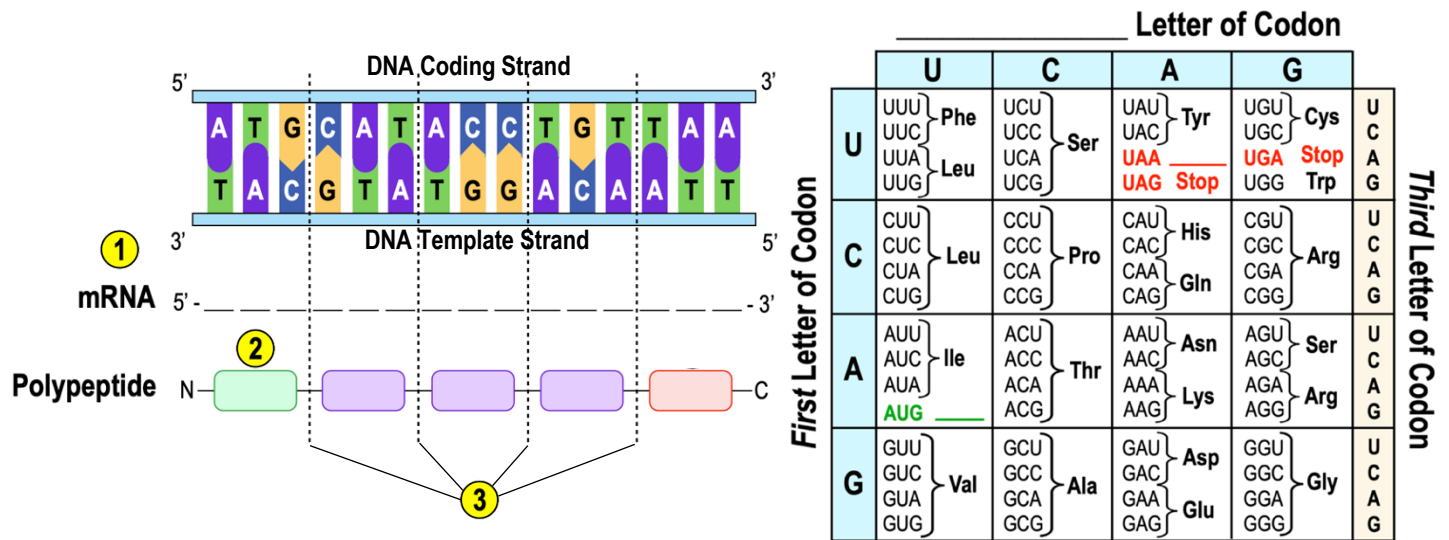 DNA Coding Strand
5’ 3’
A T G C A T A C C T G T T A A
T A C G T A T G G A C A A T T
3’ DNA Template Strand 5’
1
mRNA 5’ - _ _ _ _ _ _ _ _ _ _ _ _ _ _ _ - 3’
2
Polypeptide N C
3
_________________ Letter of Codon
U C A G
First Letter of Codon
Third Letter of Codon
U
UUU
UUC
Phe
UUA
UUG
Leu
UCU
UCC
UCA
UCG
Ser
UAU
UAC
Tyr
UAA ______
UAG Stop
UGU
UGC
Cys
UGA Stop
UGG Trp
U
C
A
G
C
CUU
CUC
CUA
CUG
Leu
CCU
CCC
CCA
CCG
Pro
CAU
CAC
His
CAA
CAG
Gln
CGU
CGC
CGA
CGG
Arg
U
C
A
G
A
AUU
AUC
AUA
Ile
AUG _____
ACU
ACC
ACA
ACG
Thr
AAU
AAC
Asn
AAA
AAG
Lys
AGU
AGC
Ser
AGA
AGG
Arg
U
C
A
G
G
GUU
GUC
GUA
GUG
Val
GCU
GCC
GCA
GCG
Ala
GAU
GAC
Asp
GAA
GAG
Glu
GGU
GGC
GGA
GGG
Gly
U
C
A
G